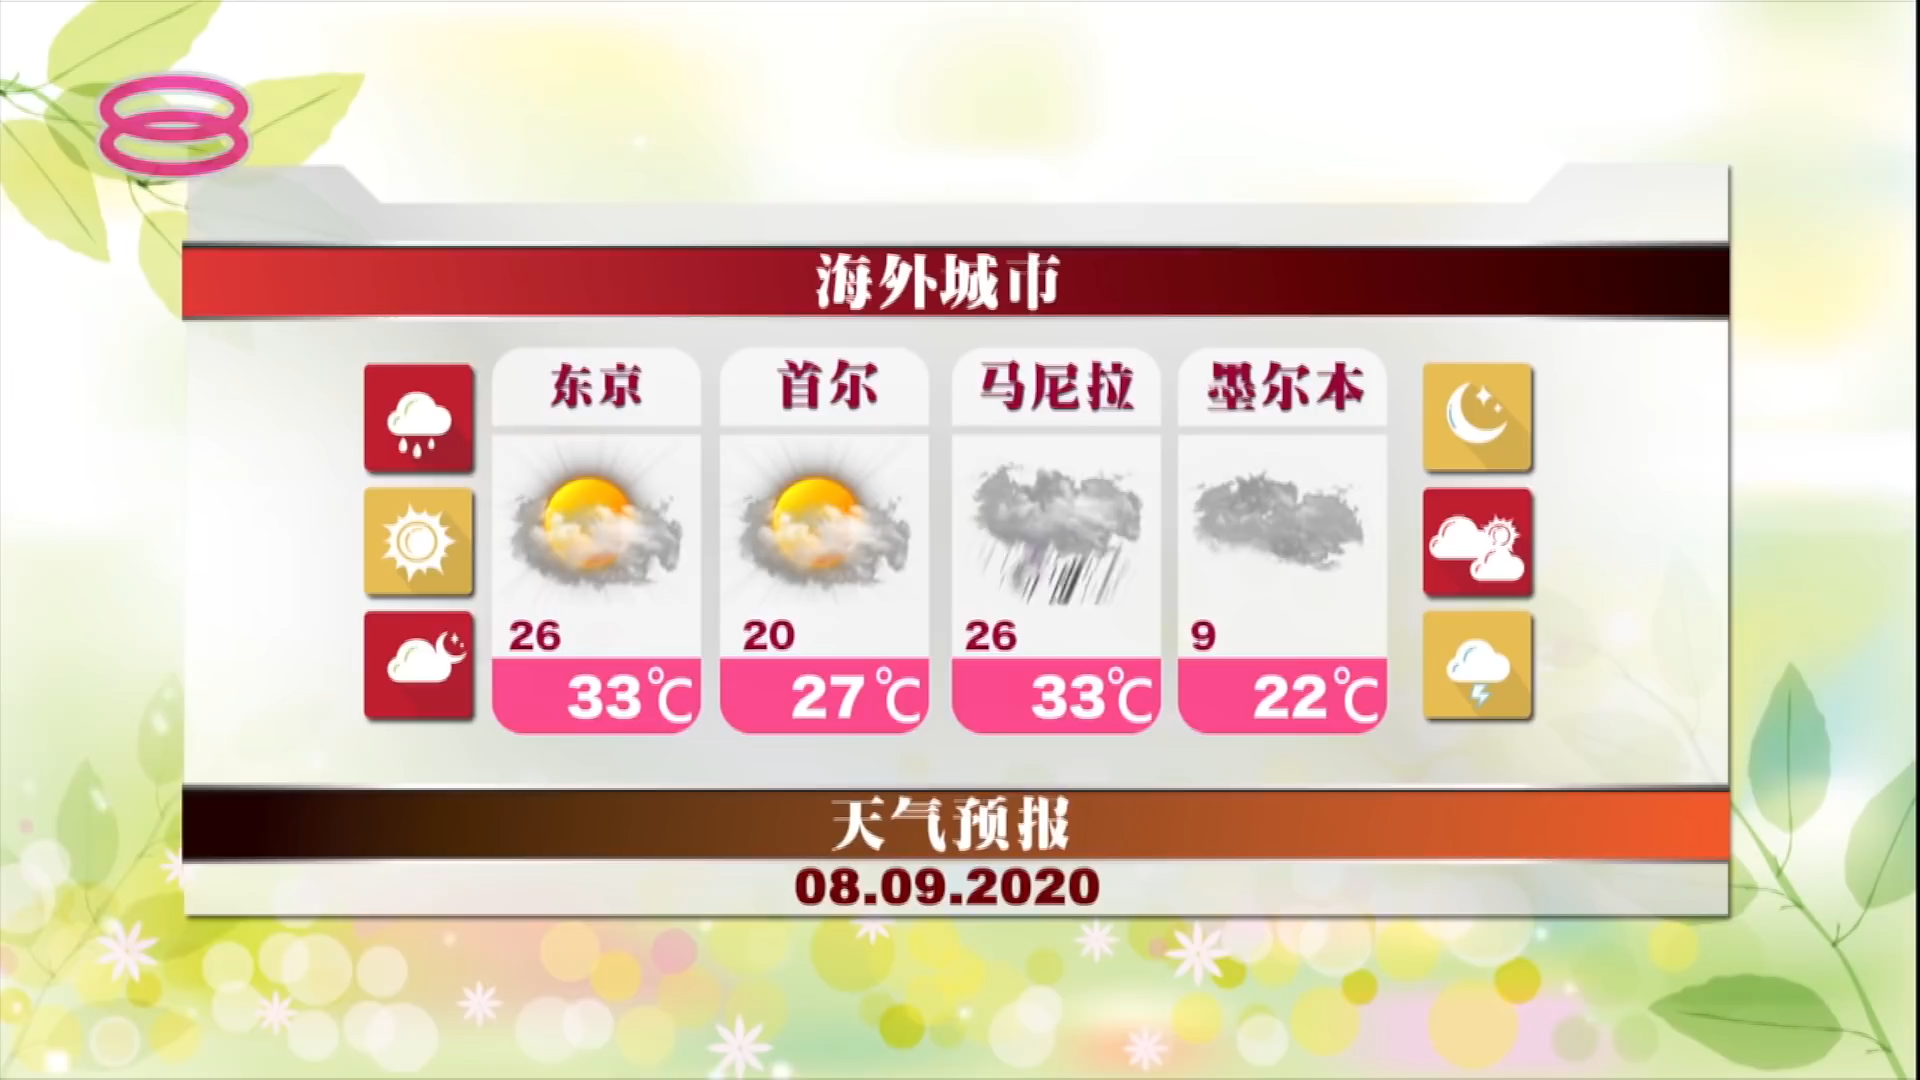 海外城市
东京 首尔 马尼拉 墨尔本
26 20 26 9
33℃ 27℃ 33℃ 22℃
天气预报
08.09.2020